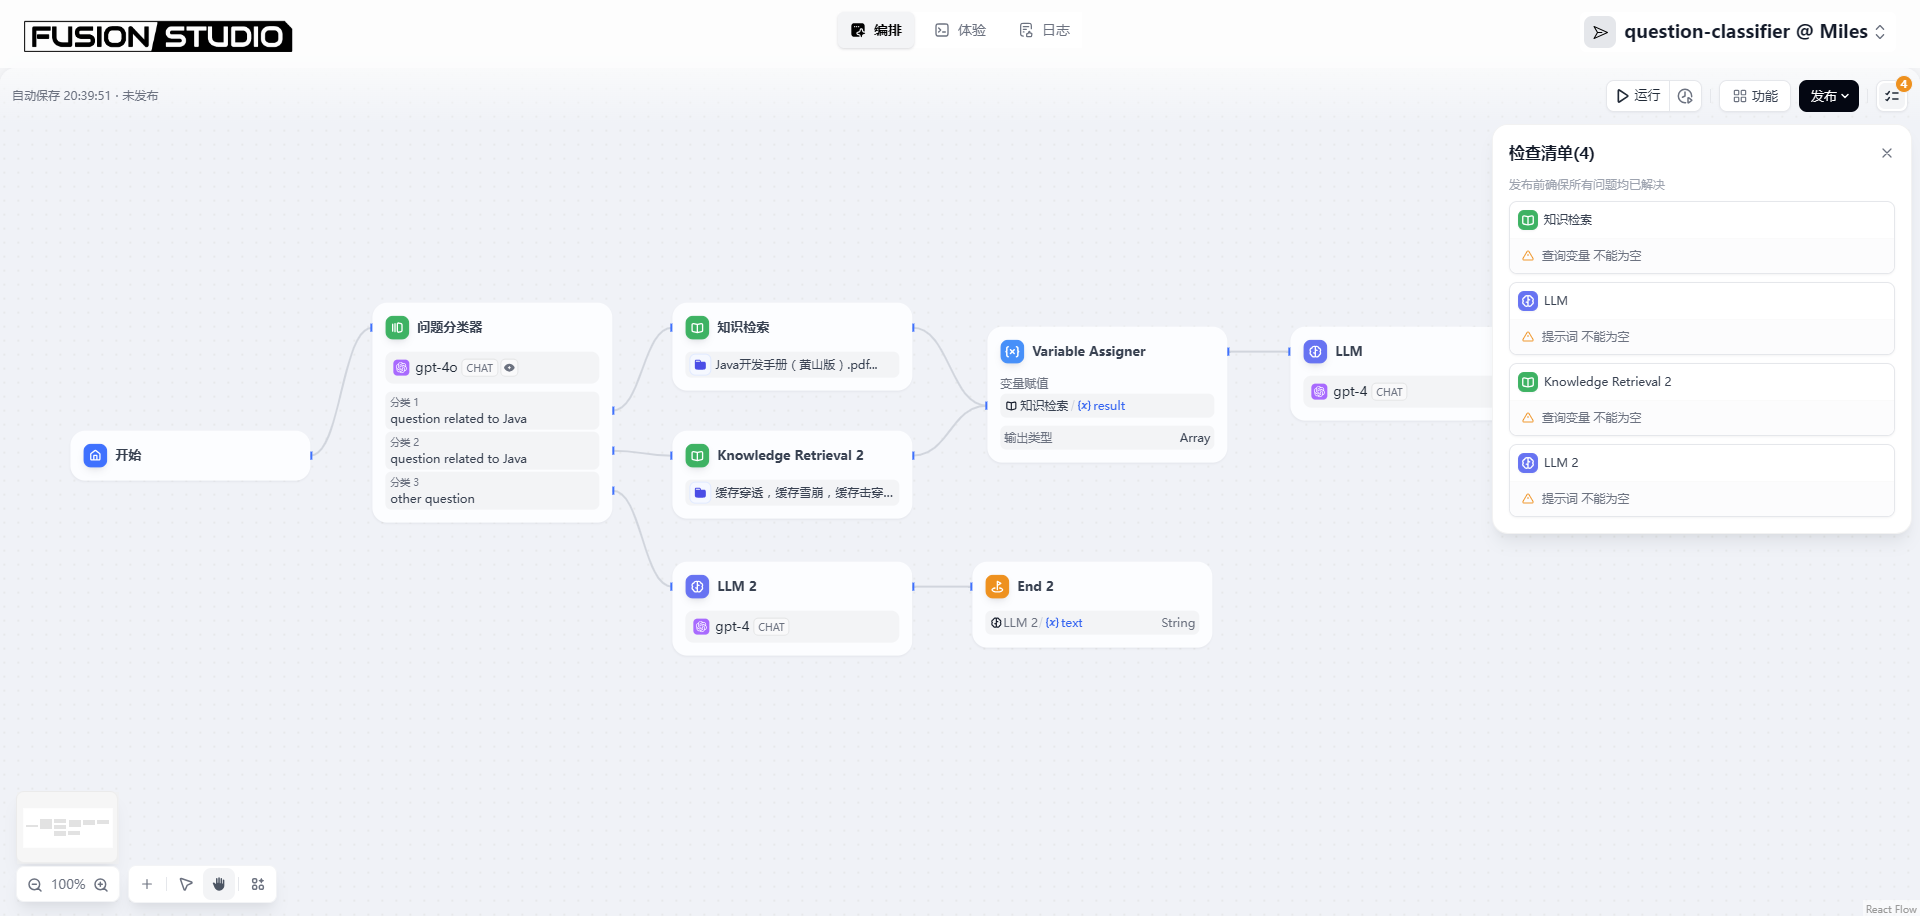 FUSION STUDIO
编排
体验
日志
question-classifier @ Miles
自动保存 20:39:51 · 未发布
运行
功能
发布
4
检查清单(4)
发布前确保所有问题均已解决
知识检索
查询变量 不能为空
LLM
提示词 不能为空
Knowledge Retrieval 2
查询变量 不能为空
LLM 2
提示词 不能为空
开始
问题分类器
gpt-4o CHAT
分类 1
question related to Java
分类 2
question related to Java
分类 3
other question
知识检索
Java开发手册（黄山版）.pdf...
Knowledge Retrieval 2
缓存穿透，缓存雪崩，缓存击穿...
LLM 2
gpt-4 CHAT
Variable Assigner
变量赋值
知识检索 / (x) result
输出类型 Array
End 2
LLM 2 / (x) text String
LLM
gpt-4 CHAT
100%
React Flow